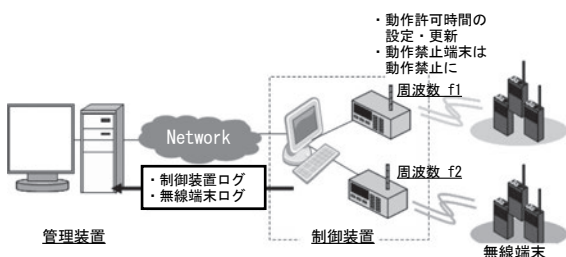 ・動作許可時間の
設定・更新
・動作禁止端末は
動作禁止に
周波数 f1
Network
周波数 f2
・制御装置ログ
・無線端末ログ
管理装置
制御装置
無線端末